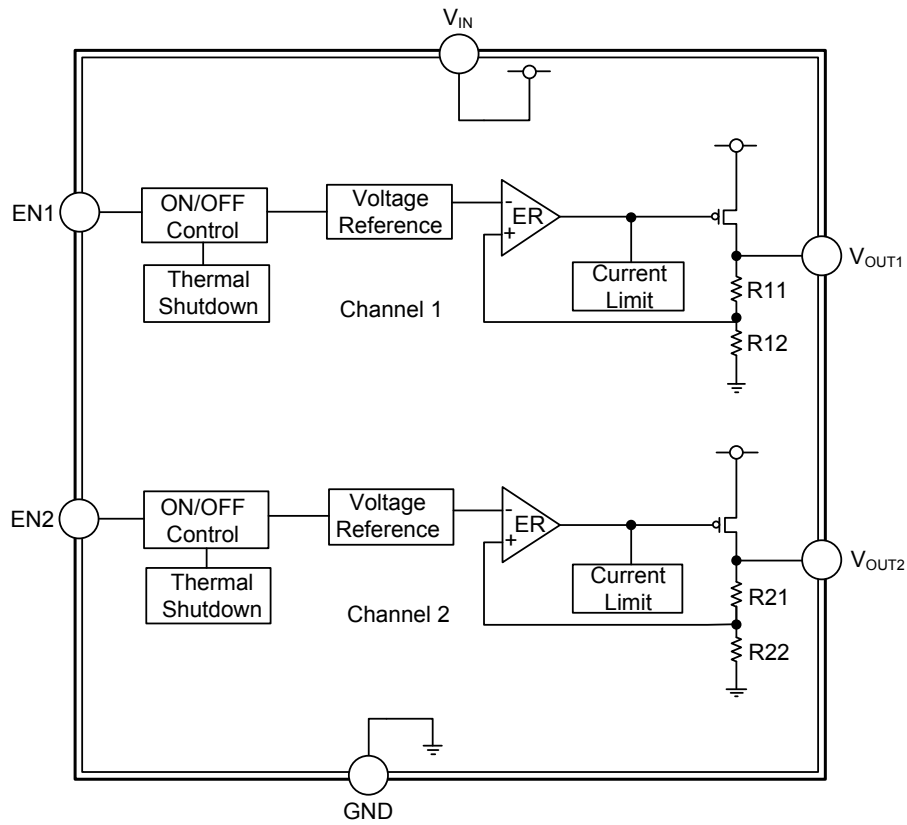 VIN
EN1
ON/OFF
Control
Thermal
Shutdown
Voltage
Reference
-
+
ER
Current
Limit
Channel 1
VOUT1
R11
R12
EN2
ON/OFF
Control
Thermal
Shutdown
Voltage
Reference
-
+
ER
Current
Limit
Channel 2
VOUT2
R21
R22
GND